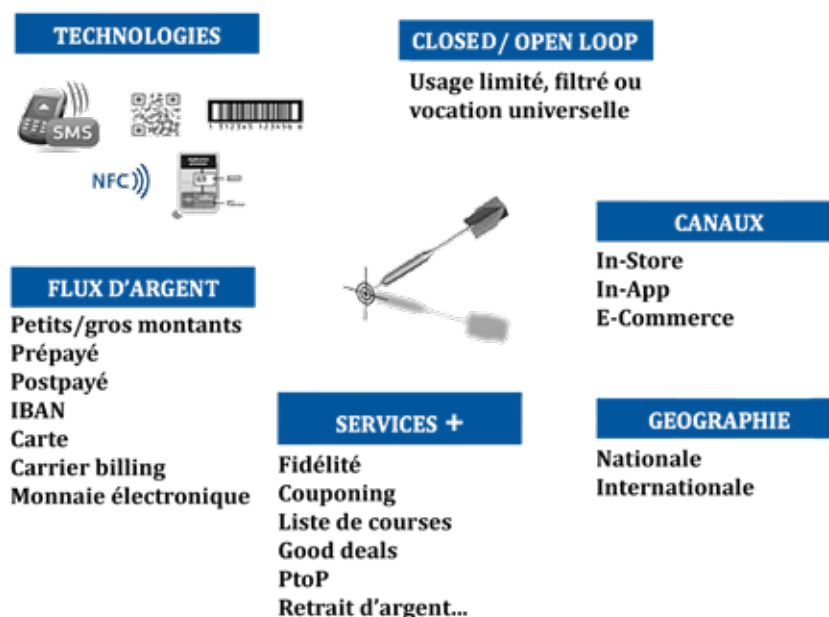 TECHNOLOGIES
SMS
NFC
CLOSED/ OPEN LOOP
Usage limité, filtré ou
vocation universelle
CANAUX
In-Store
In-App
E-Commerce
FLUX D'ARGENT
Petits/gros montants
Prépayé
Postpayé
IBAN
Carte
Carrier billing
Monnaie électronique
SERVICES +
Fidélité
Couponing
Liste de courses
Good deals
PtoP
Retrait d'argent...
GEOGRAPHIE
Nationale
Internationale